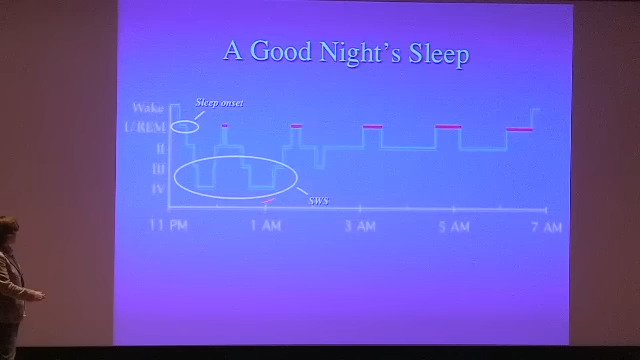 A Good Night's Sleep
Wake
Sleep onset
I/REM
II
III
IV
SWS
11 PM
1 AM
3 AM
5 AM
7 AM